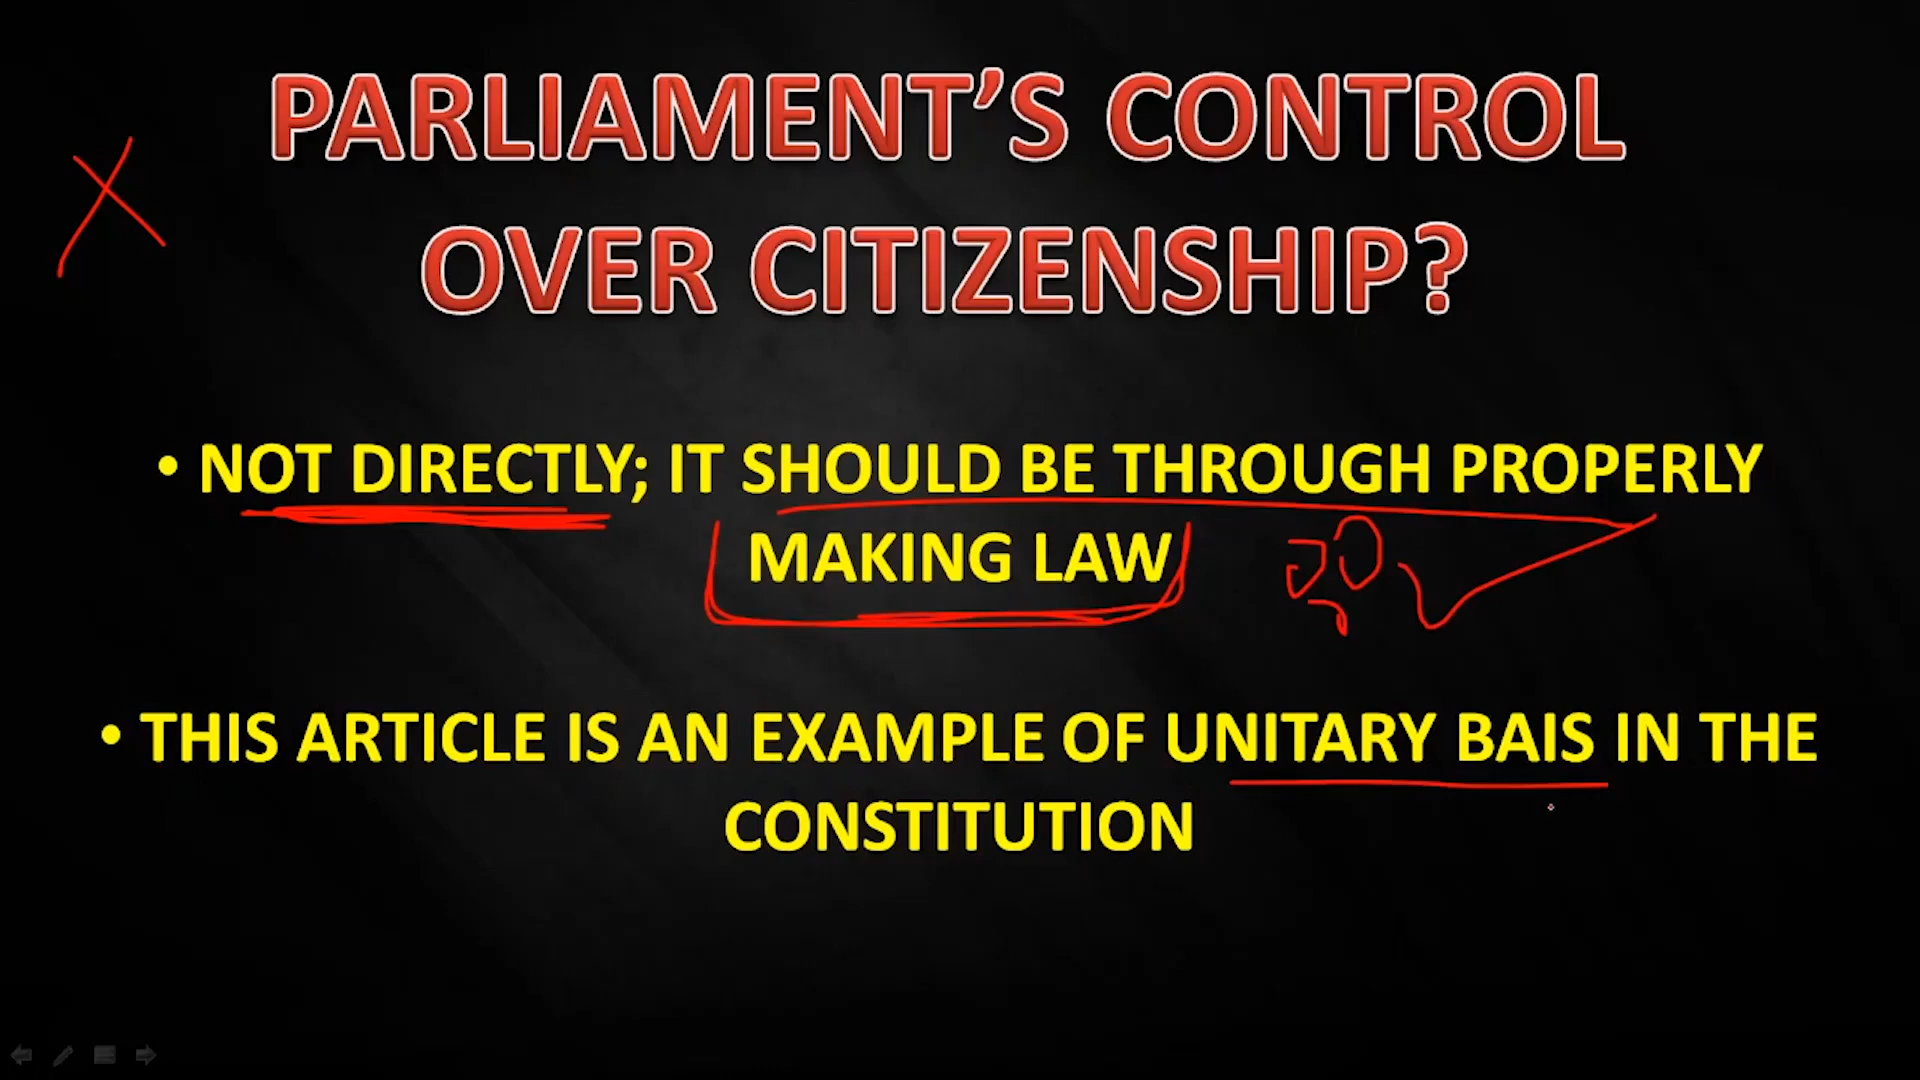 PARLIAMENT’S CONTROL
OVER CITIZENSHIP?
• NOT DIRECTLY; IT SHOULD BE THROUGH PROPERLY
MAKING LAW
• THIS ARTICLE IS AN EXAMPLE OF UNITARY BAIS IN THE
CONSTITUTION